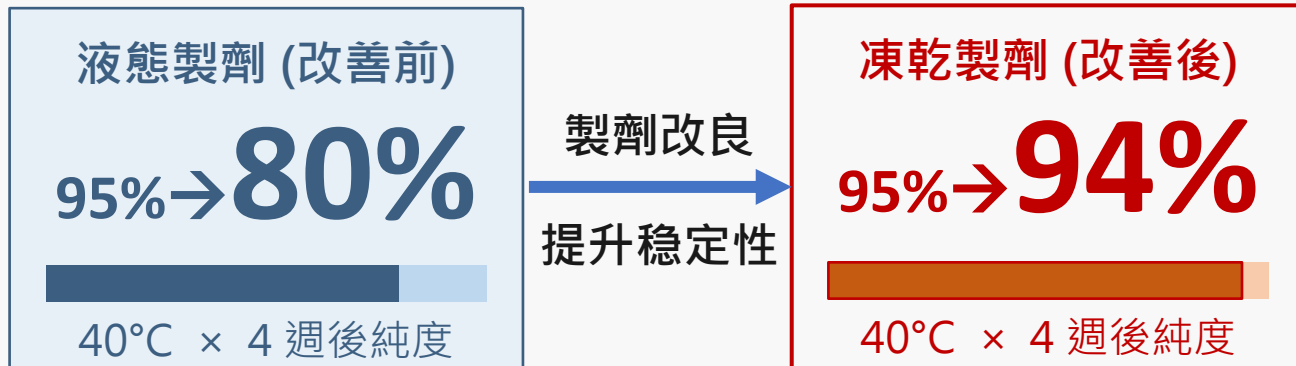 液態製劑 (改善前)
95%→80%
40°C × 4 週後純度
製劑改良
提升稳定性
凍乾製劑 (改善後)
95%→94%
40°C × 4 週後純度